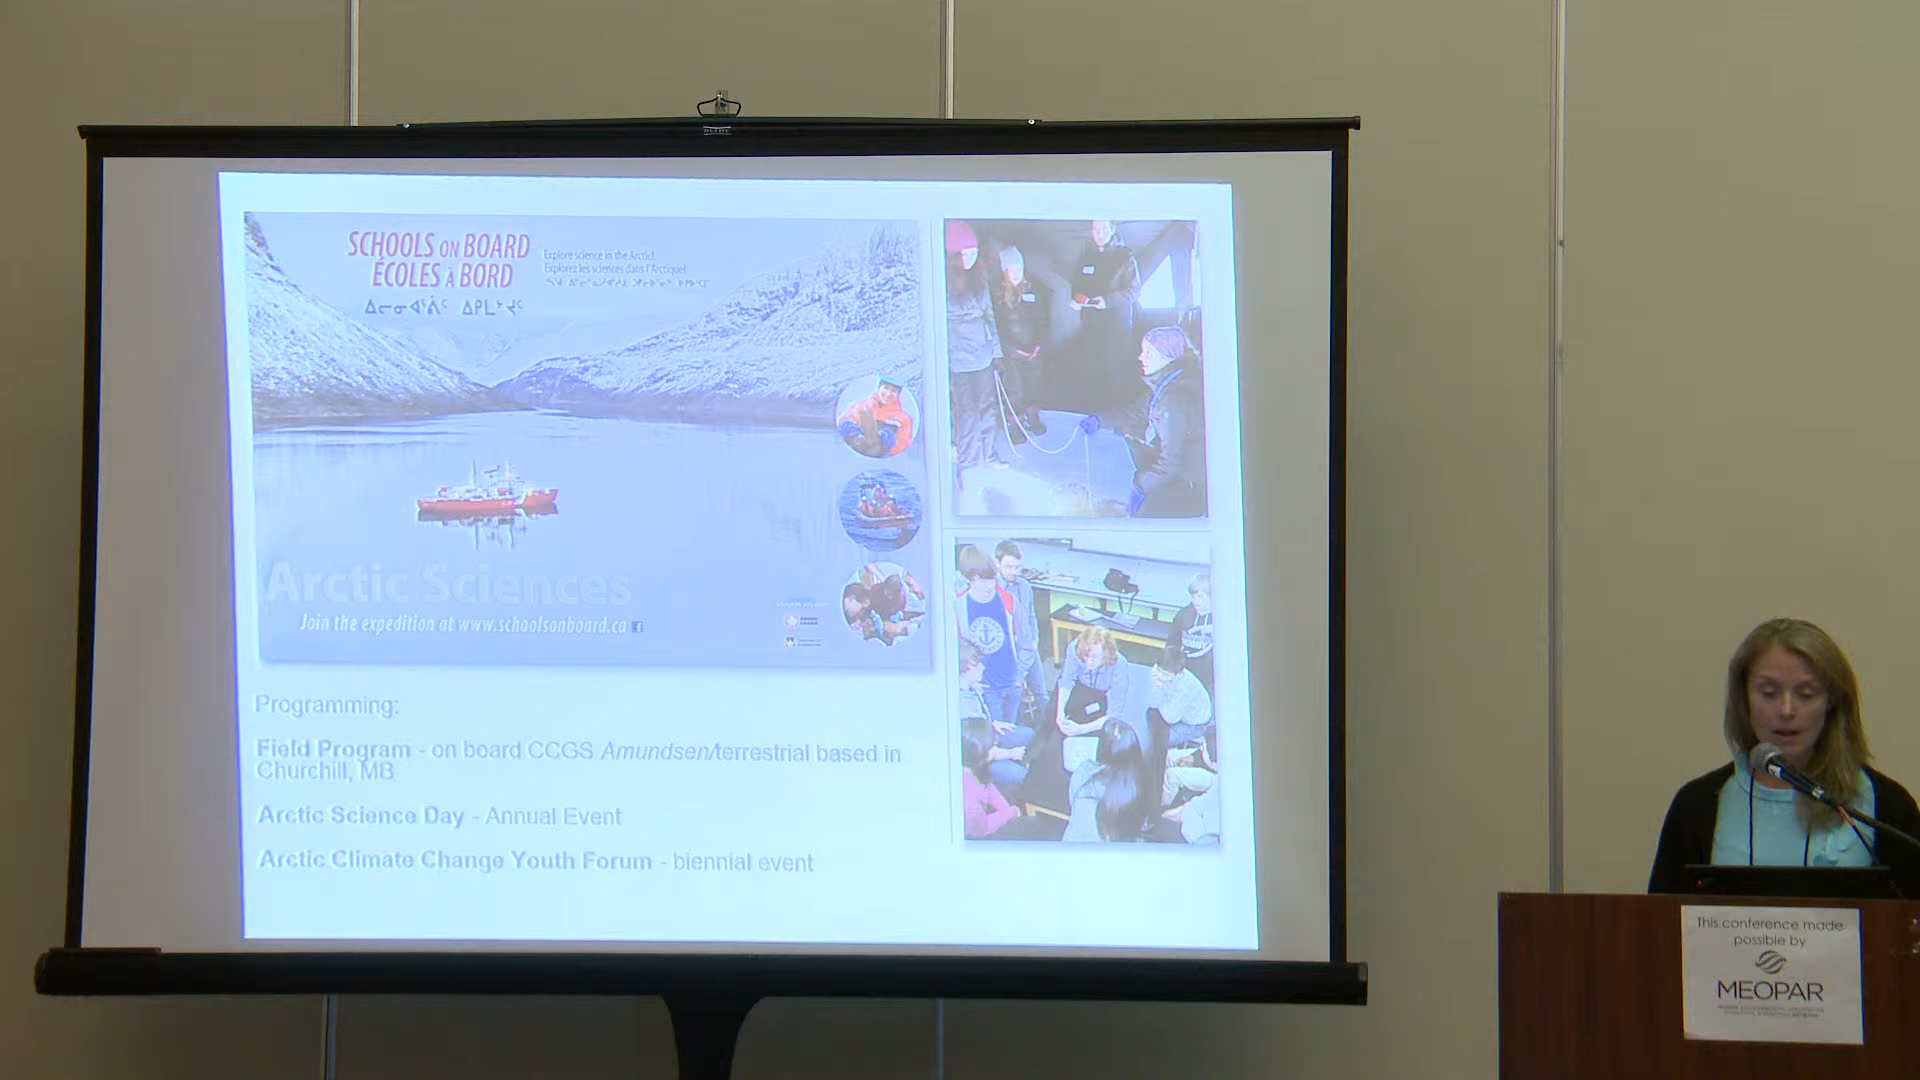 SCHOOLS ON BOARD
ÉCOLES À BORD
ᐃᓕᓐᓂᐊᕐᕖᑦ ᐃᑭᒪᔾᔪᑦ
Explore science in the Arctic!
Explorez les sciences dans l'Arctique!
Arctic Sciences
Join the expedition at www.schoolsonboard.ca
Programming:
Field Program - on board CCGS Amundsen/terrestrial based in
Churchill, MB
Arctic Science Day - Annual Event
Arctic Climate Change Youth Forum - biennial event
This conference made
possible by
MEOPAR